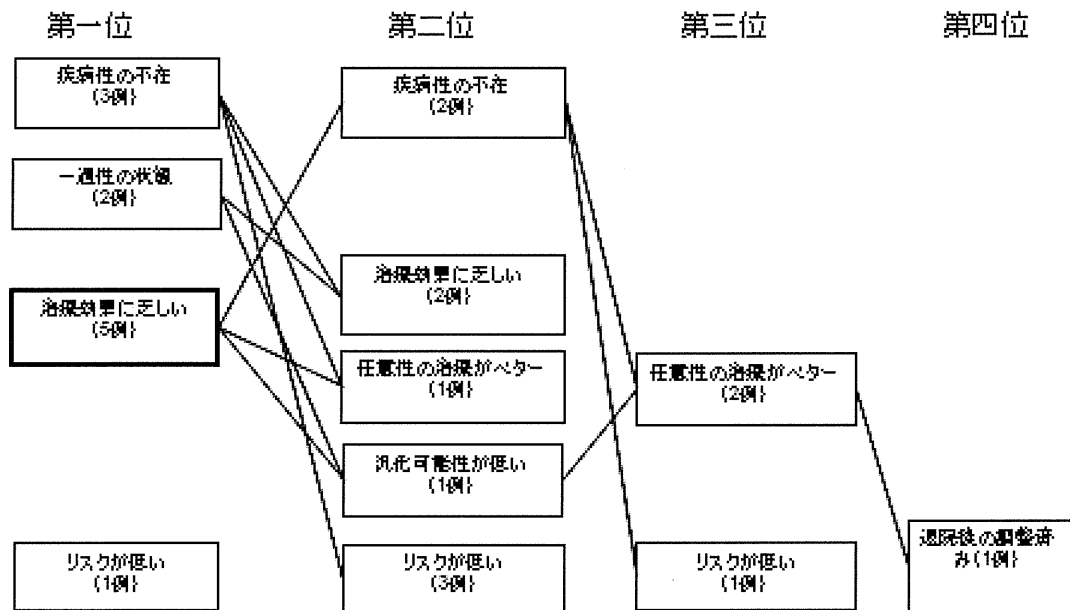 第一位
第二位
第三位
第四位
疾病性の不在
(3例}
一過性の状態
(2例}
治療効果に乏しい
(5例}
リスクが低い
(1例}
疾病性の不在
(2例}
治療効果に乏しい
(2例}
任意性の治療がベター
(1例}
汎化可能性が低い
(1例}
リスクが低い
(3例}
任意性の治療がベター
(2例}
リスクが低い
(1例}
退院後の調整済
み(1例}